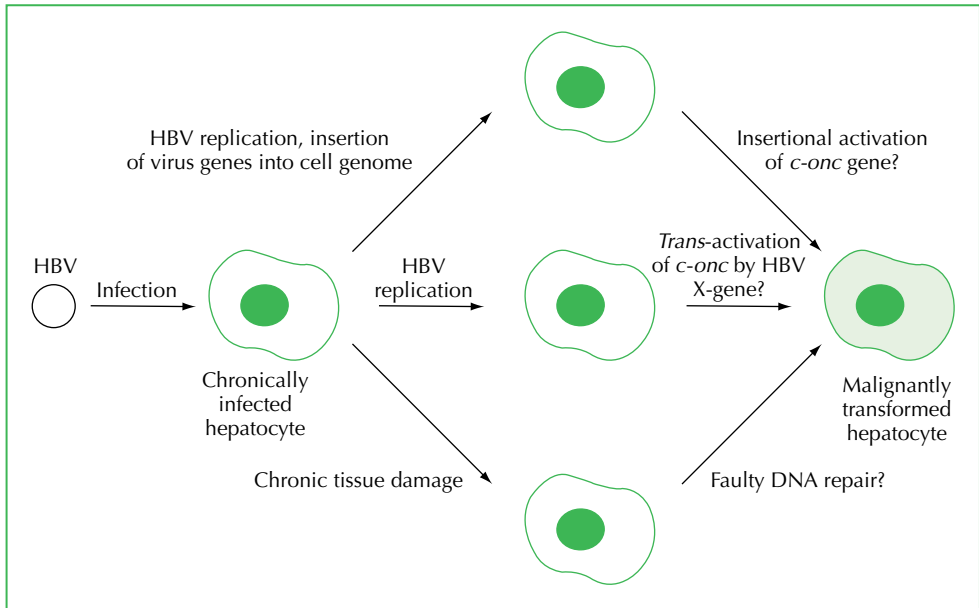 HBV replication, insertion
of virus genes into cell genome
Insertional activation
of c-onc gene?
HBV
Infection
Chronically
infected
hepatocyte
HBV
replication
Trans-activation
of c-onc by HBV
X-gene?
Malignantly
transformed
hepatocyte
Chronic tissue damage
Faulty DNA repair?